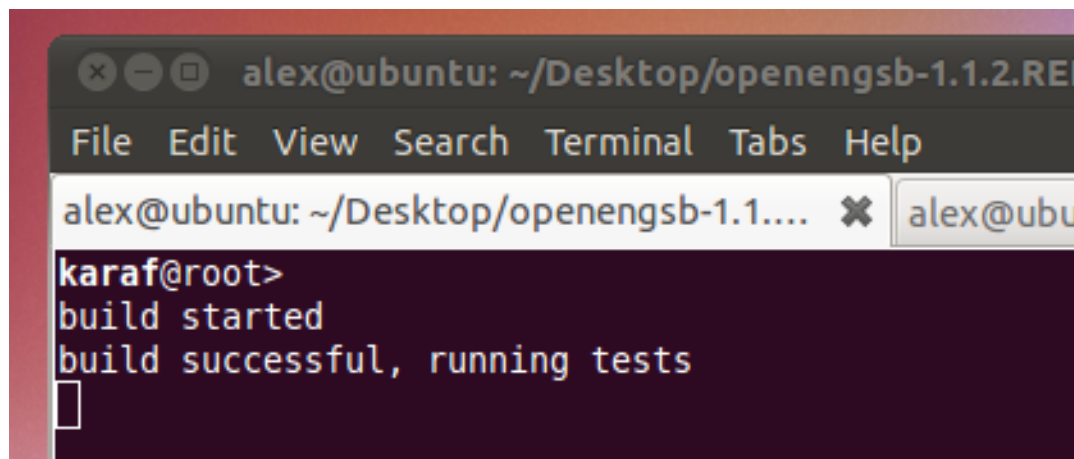 alex@ubuntu: ~/Desktop/openengsb-1.1.2.RE
File Edit View Search Terminal Tabs Help
alex@ubuntu: ~/Desktop/openengsb-1.1.... alex@ubu
karaf@root>
build started
build successful, running tests